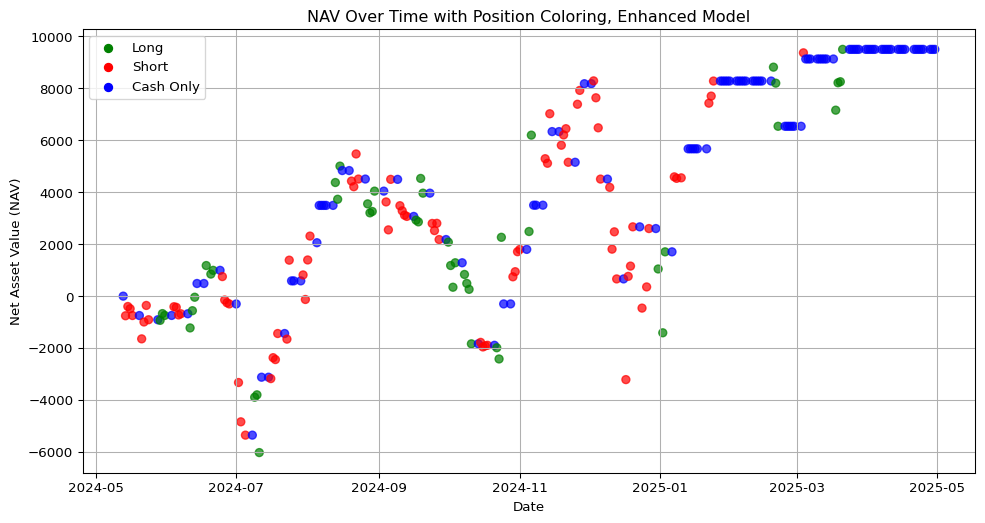 NAV Over Time with Position Coloring, Enhanced Model
Long
Short
Cash Only
Net Asset Value (NAV)
10000
8000
6000
4000
2000
0
−2000
−4000
−6000
2024-05
2024-07
2024-09
2024-11
2025-01
2025-03
2025-05
Date